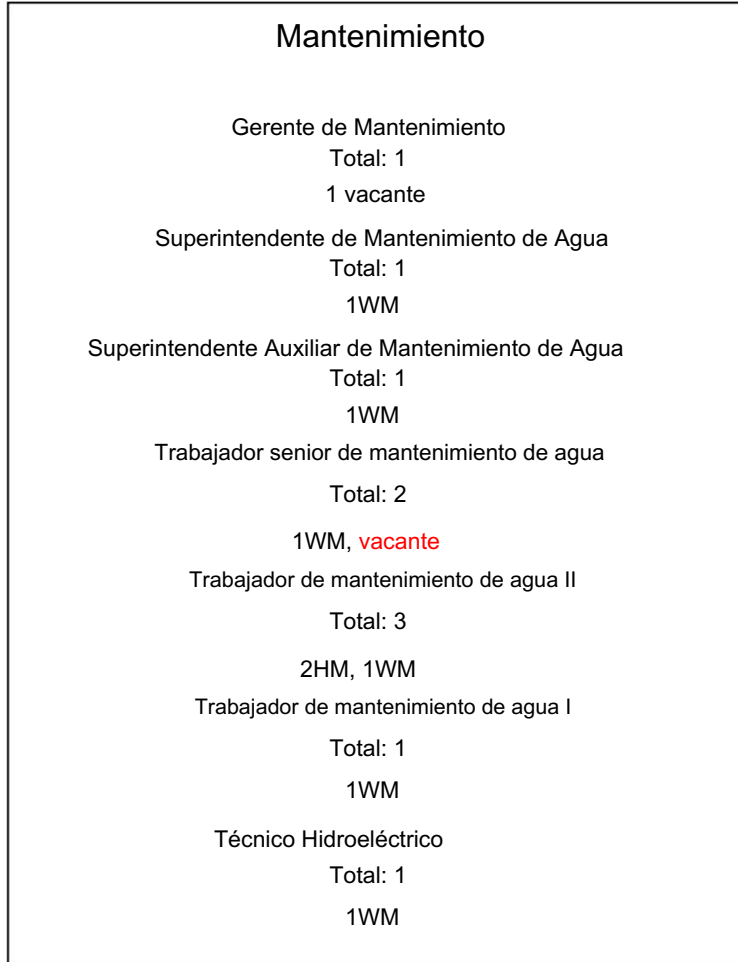 Mantenimiento
Gerente de Mantenimiento
Total: 1
1 vacante
Superintendente de Mantenimiento de Agua
Total: 1
1WM
Superintendente Auxiliar de Mantenimiento de Agua
Total: 1
1WM
Trabajador senior de mantenimiento de agua
Total: 2
1WM, vacante
Trabajador de mantenimiento de agua II
Total: 3
2HM, 1WM
Trabajador de mantenimiento de agua I
Total: 1
1WM
Técnico Hidroeléctrico
Total: 1
1WM